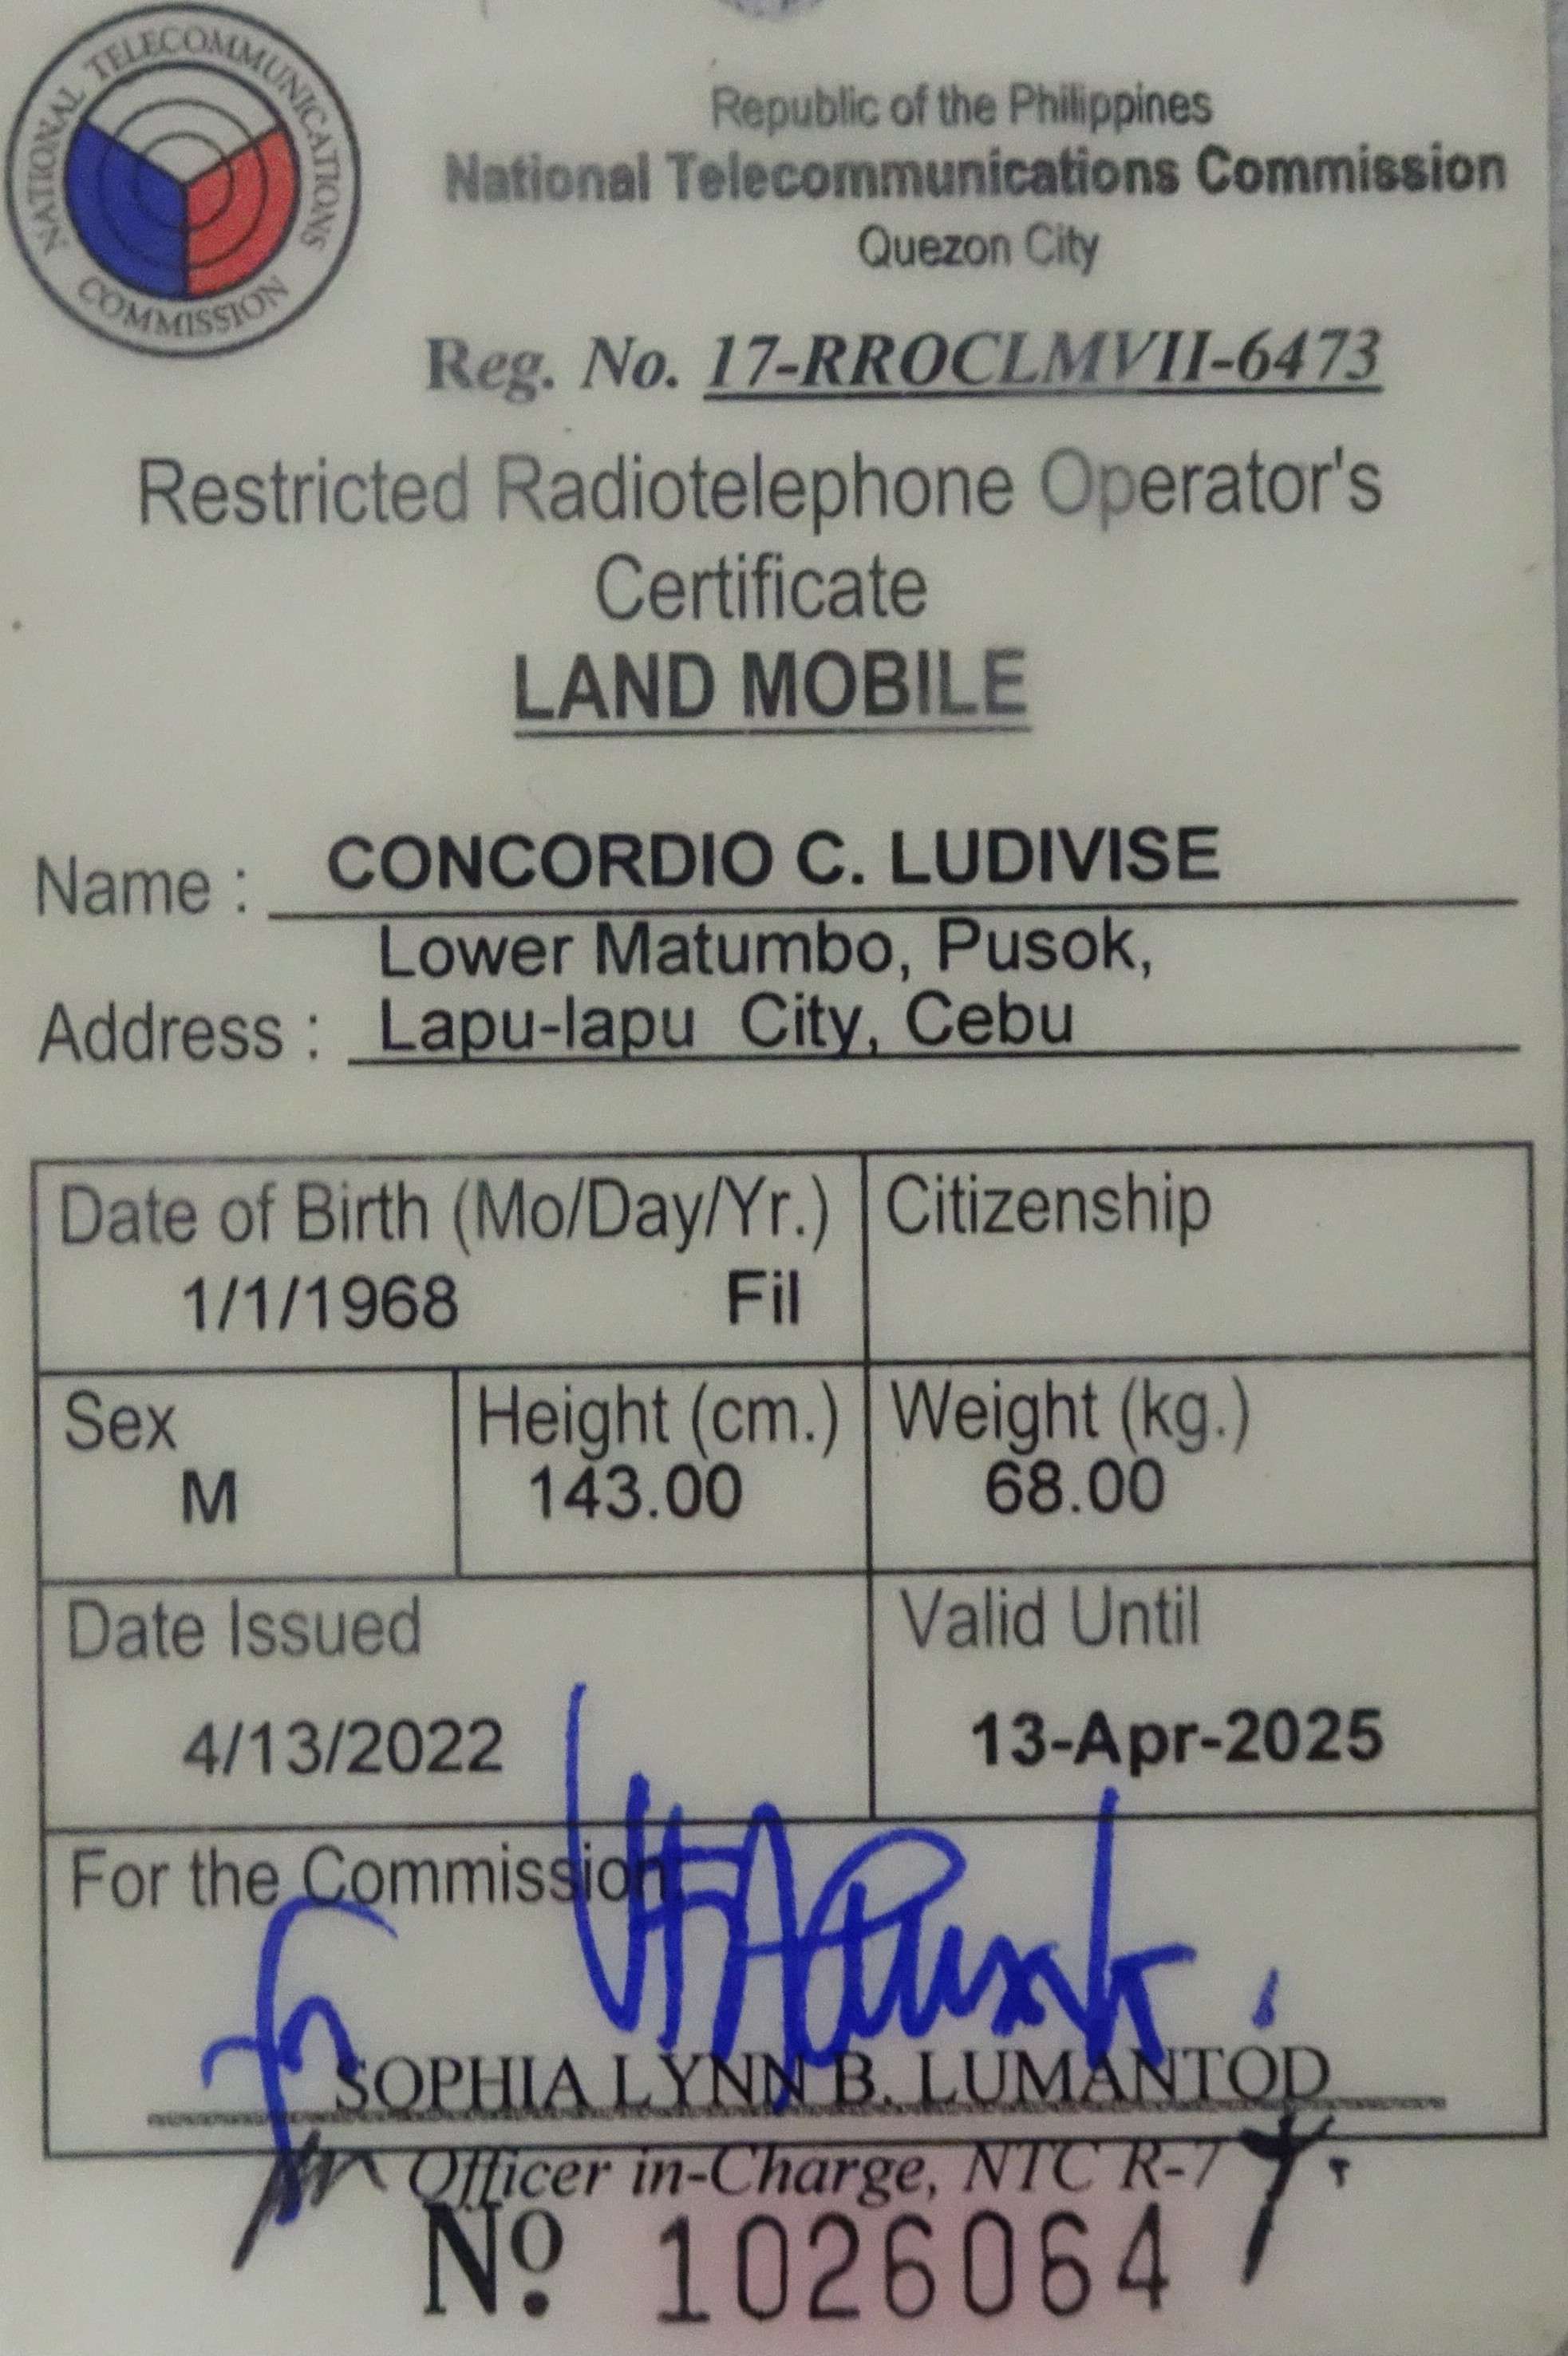 NATIONAL TELECOMMUNICATIONS
COMMISSION
Republic of the Philippines
National Telecommunications Commission
Quezon City
Reg. No. 17-RROCLMVII-6473
Restricted Radiotelephone Operator's
Certificate
LAND MOBILE
Name : CONCORDIO C. LUDIVISE
Lower Matumbo, Pusok,
Address : Lapu-lapu City, Cebu
Date of Birth (Mo/Day/Yr.) Citizenship
1/1/1968 Fil
Sex Height (cm.) Weight (kg.)
M 143.00 68.00
Date Issued Valid Until
4/13/2022 13-Apr-2025
For the Commission
SOPHIA LYNN B. LUMANTOD
Officer in-Charge, NTC R-7
Nº 1026064